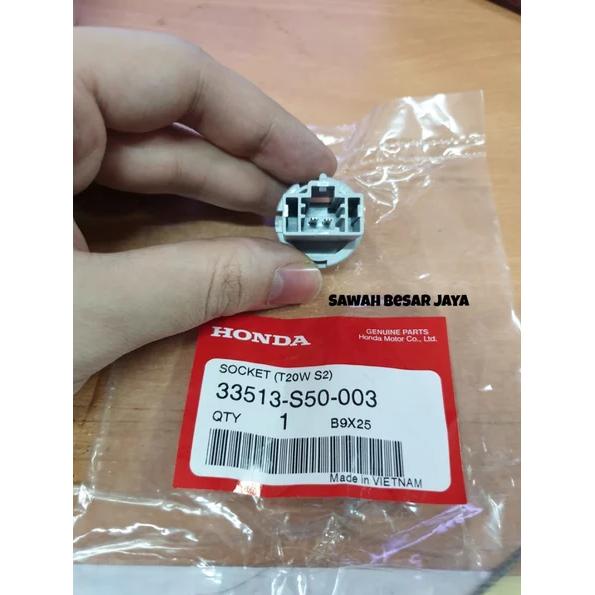 SAWAH BESAR JAYA
HONDA
GENUINE PARTS
Honda Motor Co., Ltd.
SOCKET (T20W S2)
33513-S50-003
QTY 1 B9X25
Made in VIETNAM